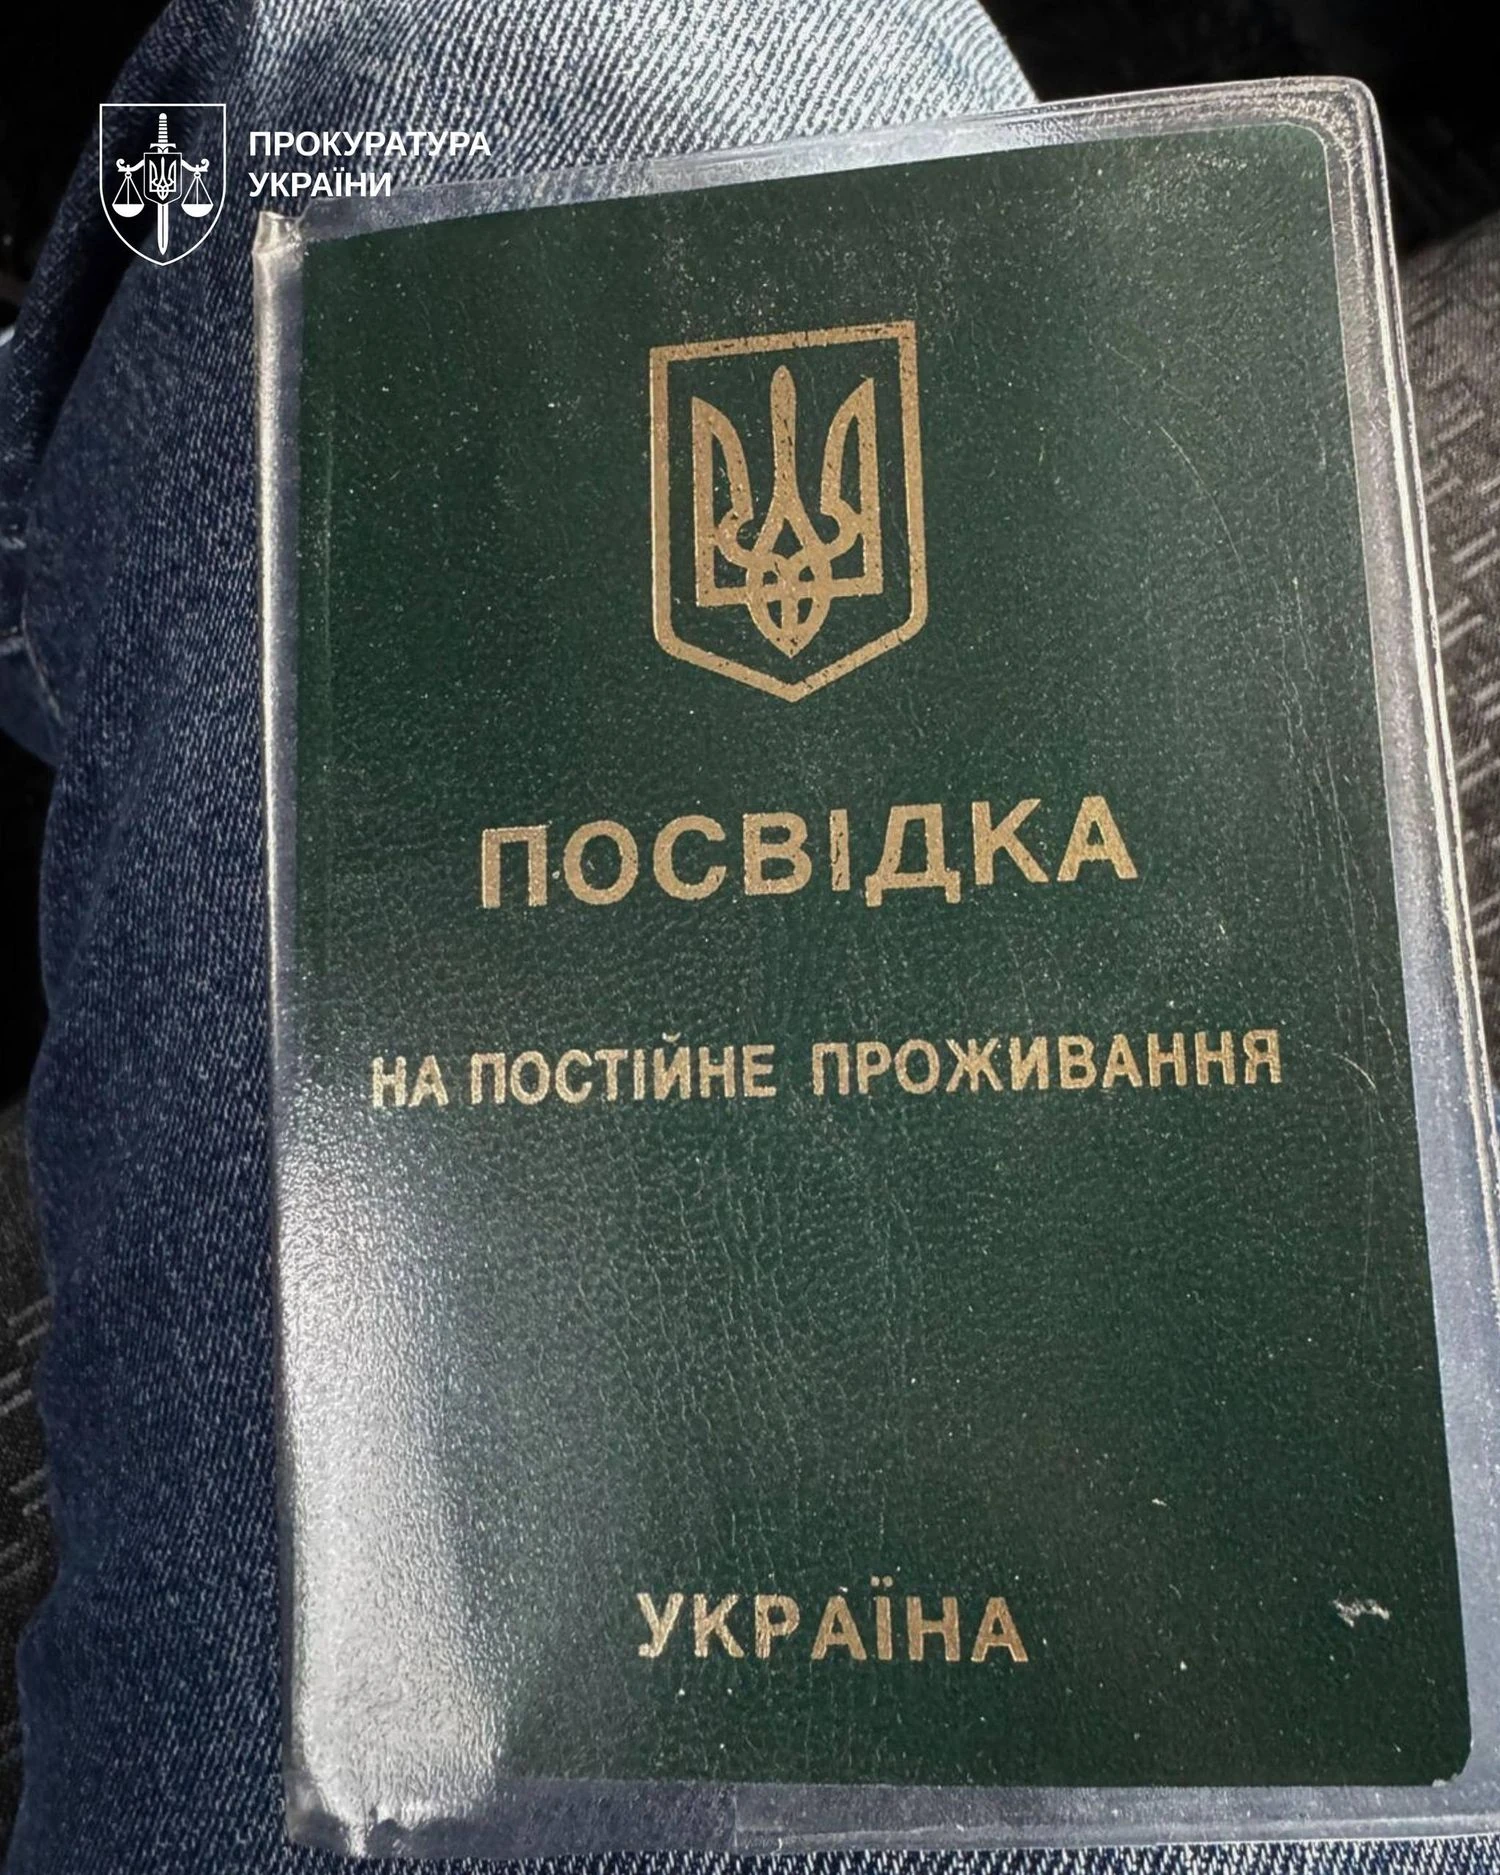 ПРОКУРАТУРА
УКРАЇНИ
ПОСВІДКА
НА ПОСТІЙНЕ ПРОЖИВАННЯ
УКРАЇНА